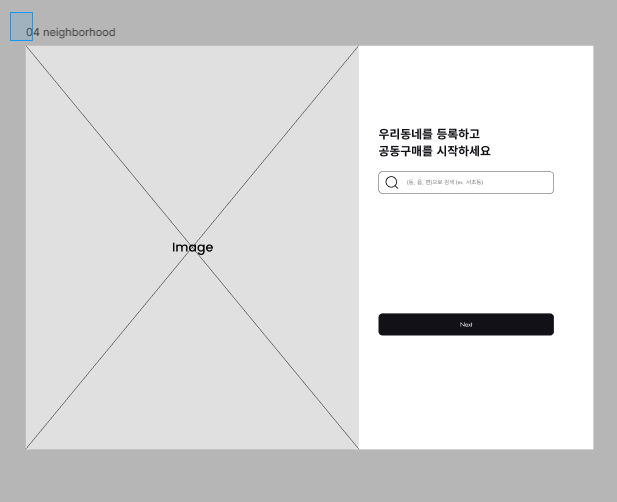 04 neighborhood
Image
우리동네를 등록하고
공동구매를 시작하세요
(동, 읍, 면)으로 검색 (ex. 서초동)
Next